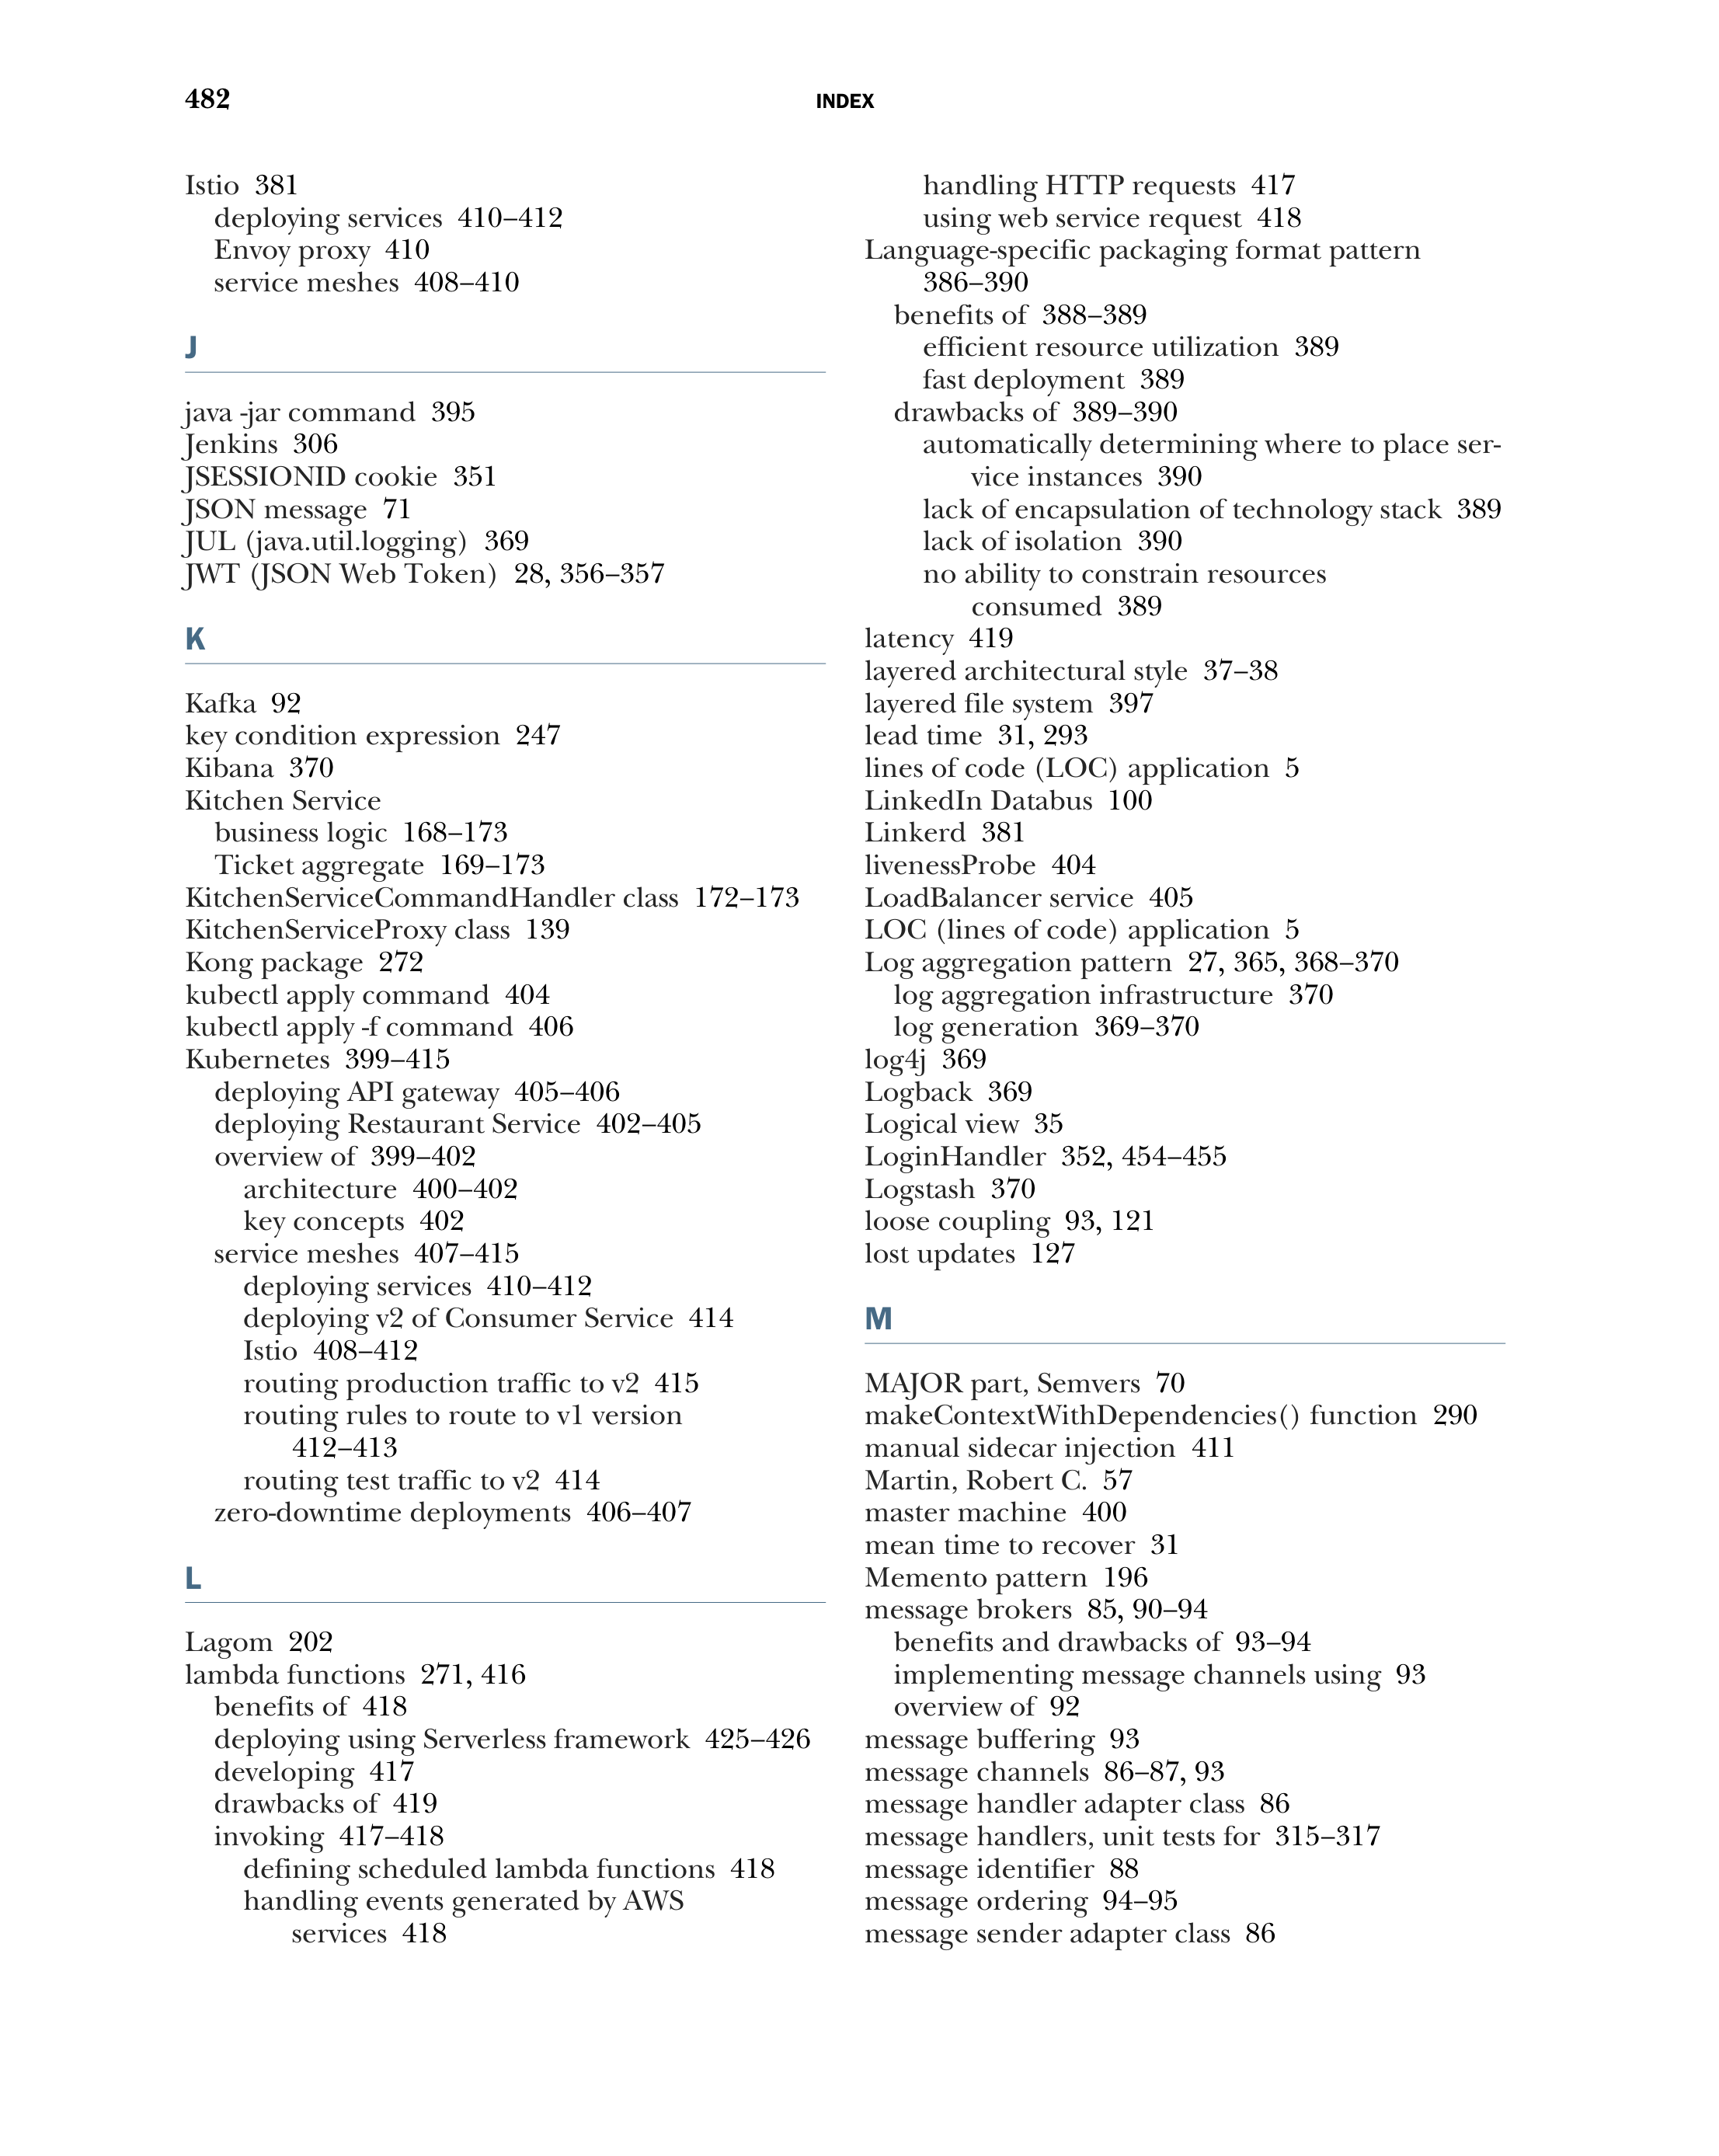 482
INDEX
Istio 381
deploying services 410–412
Envoy proxy 410
service meshes 408–410
J
java -jar command 395
Jenkins 306
JSESSIONID cookie 351
JSON message 71
JUL (java.util.logging) 369
JWT (JSON Web Token) 28, 356–357
K
Kafka 92
key condition expression 247
Kibana 370
Kitchen Service
business logic 168–173
Ticket aggregate 169–173
KitchenServiceCommandHandler class 172–173
KitchenServiceProxy class 139
Kong package 272
kubectl apply command 404
kubectl apply -f command 406
Kubernetes 399–415
deploying API gateway 405–406
deploying Restaurant Service 402–405
overview of 399–402
architecture 400–402
key concepts 402
service meshes 407–415
deploying services 410–412
deploying v2 of Consumer Service 414
Istio 408–412
routing production traffic to v2 415
routing rules to route to v1 version
412–413
routing test traffic to v2 414
zero-downtime deployments 406–407
L
Lagom 202
lambda functions 271, 416
benefits of 418
deploying using Serverless framework 425–426
developing 417
drawbacks of 419
invoking 417–418
defining scheduled lambda functions 418
handling events generated by AWS
services 418
handling HTTP requests 417
using web service request 418
Language-specific packaging format pattern
386–390
benefits of 388–389
efficient resource utilization 389
fast deployment 389
drawbacks of 389–390
automatically determining where to place ser-
vice instances 390
lack of encapsulation of technology stack 389
lack of isolation 390
no ability to constrain resources
consumed 389
latency 419
layered architectural style 37–38
layered file system 397
lead time 31, 293
lines of code (LOC) application 5
LinkedIn Databus 100
Linkerd 381
livenessProbe 404
LoadBalancer service 405
LOC (lines of code) application 5
Log aggregation pattern 27, 365, 368–370
log aggregation infrastructure 370
log generation 369–370
log4j 369
Logback 369
Logical view 35
LoginHandler 352, 454–455
Logstash 370
loose coupling 93, 121
lost updates 127
M
MAJOR part, Semvers 70
makeContextWithDependencies() function 290
manual sidecar injection 411
Martin, Robert C. 57
master machine 400
mean time to recover 31
Memento pattern 196
message brokers 85, 90–94
benefits and drawbacks of 93–94
implementing message channels using 93
overview of 92
message buffering 93
message channels 86–87, 93
message handler adapter class 86
message handlers, unit tests for 315–317
message identifier 88
message ordering 94–95
message sender adapter class 86